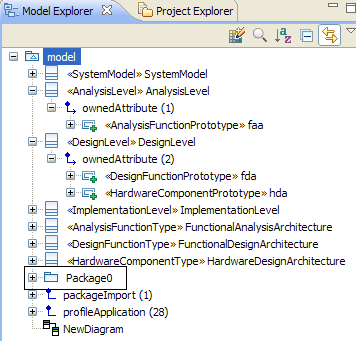 Model Explorer Project Explorer
model
«SystemModel» SystemModel
«AnalysisLevel» AnalysisLevel
ownedAttribute (1)
«AnalysisFunctionPrototype» faa
«DesignLevel» DesignLevel
ownedAttribute (2)
«DesignFunctionPrototype» fda
«HardwareComponentPrototype» hda
«ImplementationLevel» ImplementationLevel
«AnalysisFunctionType» FunctionalAnalysisArchitecture
«DesignFunctionType» FunctionalDesignArchitecture
«HardwareComponentType» HardwareDesignArchitecture
Package0
packageImport (1)
profileApplication (28)
NewDiagram